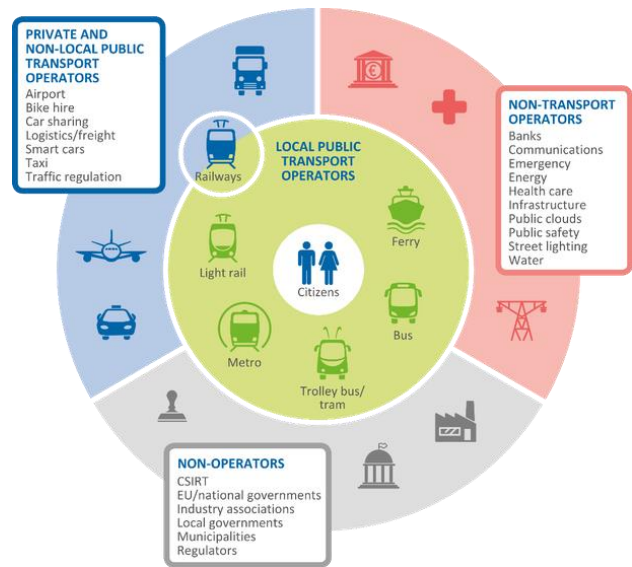 PRIVATE AND
NON-LOCAL PUBLIC
TRANSPORT
OPERATORS
Airport
Bike hire
Car sharing
Logistics/freight
Smart cars
Taxi
Traffic regulation
NON-TRANSPORT
OPERATORS
Banks
Communications
Emergency
Energy
Health care
Infrastructure
Public clouds
Public safety
Street lighting
Water
LOCAL PUBLIC
TRANSPORT
OPERATORS
Railways
Ferry
Light rail
Citizens
Bus
Metro
Trolley bus/
tram
NON-OPERATORS
CSIRT
EU/national governments
Industry associations
Local governments
Municipalities
Regulators